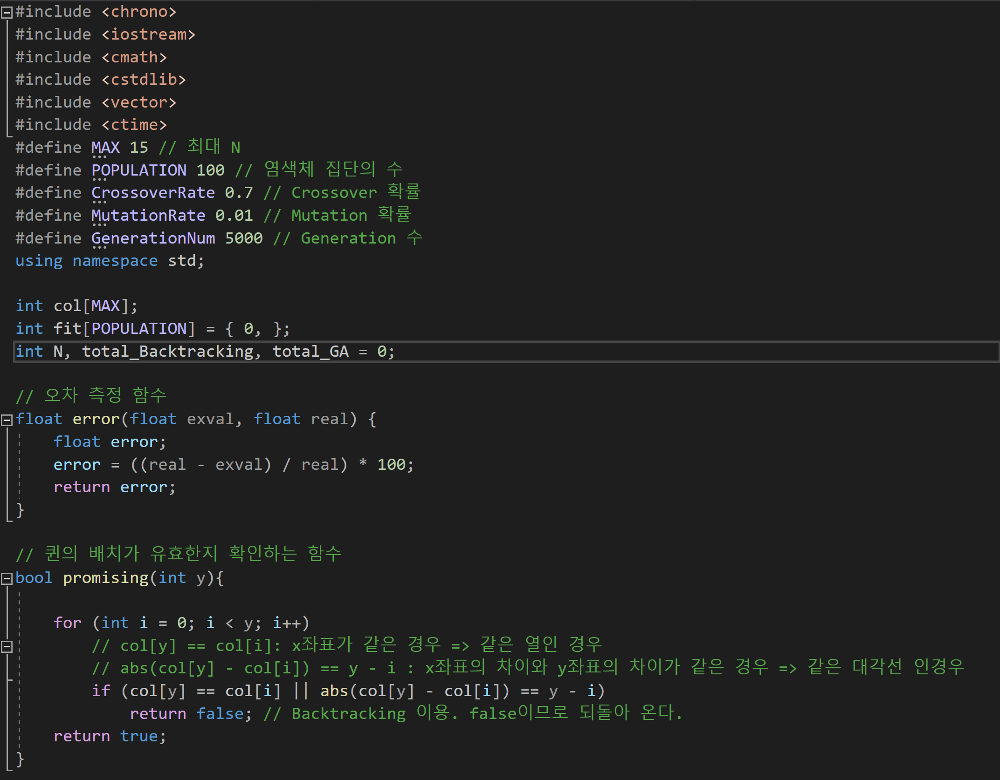 #include <chrono>
#include <iostream>
#include <cmath>
#include <cstdlib>
#include <vector>
#include <ctime>
#define MAX 15 // 최대 N
#define POPULATION 100 // 염색체 집단의 수
#define CrossoverRate 0.7 // Crossover 확률
#define MutationRate 0.01 // Mutation 확률
#define GenerationNum 5000 // Generation 수
using namespace std;

int col[MAX];
int fit[POPULATION] = { 0, };
int N, total_Backtracking, total_GA = 0;

// 오차 측정 함수
float error(float exval, float real) {
    float error;
    error = ((real - exval) / real) * 100;
    return error;
}

// 퀸의 배치가 유효한지 확인하는 함수
bool promising(int y){

    for (int i = 0; i < y; i++)
        // col[y] == col[i]: x좌표가 같은 경우 => 같은 열인 경우
        // abs(col[y] - col[i]) == y - i : x좌표의 차이와 y좌표의 차이가 같은 경우 => 같은 대각선 인경우
        if (col[y] == col[i] || abs(col[y] - col[i]) == y - i)
            return false; // Backtracking 이용. false이므로 되돌아 온다.
    return true;
}